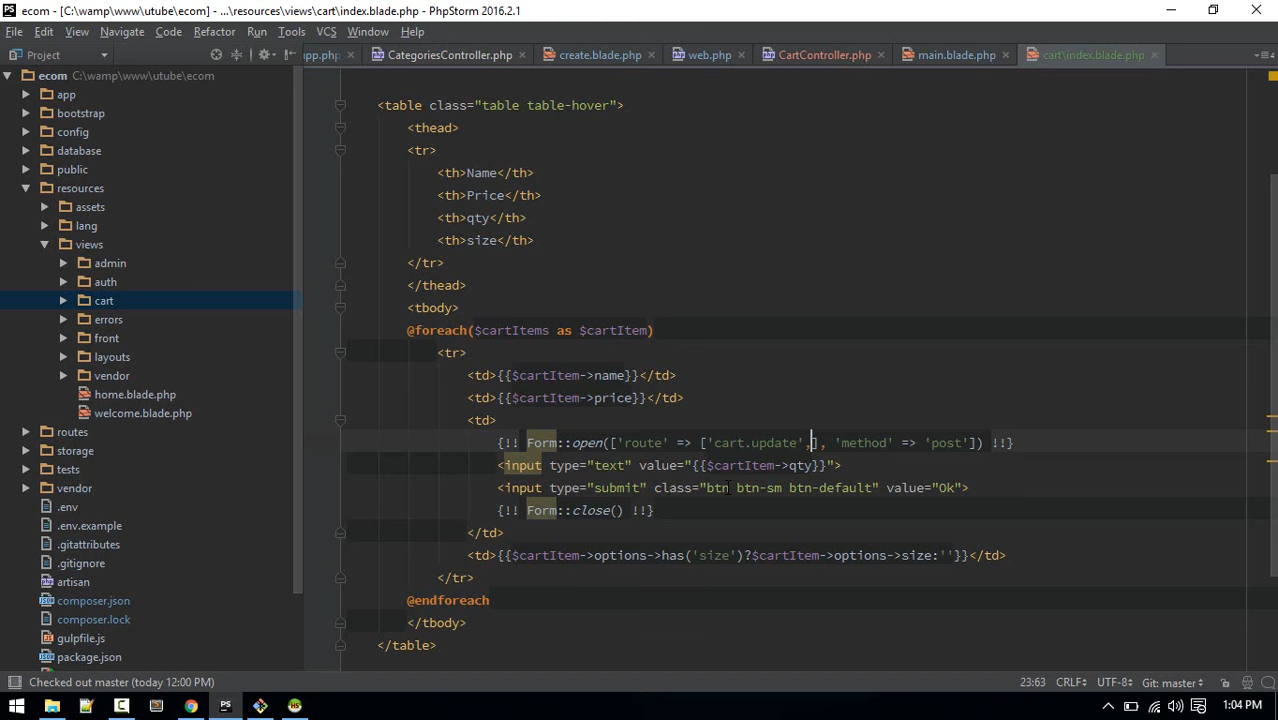 ecom - [C:\wamp\www\utube\ecom] - ...\resources\views\cart\index.blade.php - PhpStorm 2016.2.1
File Edit View Navigate Code Refactor Run Tools VCS Window Help
Project
app.php CategoriesController.php create.blade.php web.php CartController.php main.blade.php cart\index.blade.php
ecom C:\wamp\www\utube\ecom
app
bootstrap
config
database
public
resources
assets
lang
views
admin
auth
cart
errors
front
layouts
vendor
home.blade.php
welcome.blade.php
routes
storage
tests
vendor
.env
.env.example
.gitattributes
.gitignore
artisan
composer.json
composer.lock
gulpfile.js
package.json
<table class="table table-hover">
<thead>
<tr>
<th>Name</th>
<th>Price</th>
<th>qty</th>
<th>size</th>
</tr>
</thead>
<tbody>
@foreach($cartItems as $cartItem)
<tr>
<td>{{$cartItem->name}}</td>
<td>{{$cartItem->price}}</td>
<td>
{!! Form::open(['route' => ['cart.update',], 'method' => 'post']) !!}
<input type="text" value="{{$cartItem->qty}}">
<input type="submit" class="btn btn-sm btn-default" value="Ok">
{!! Form::close() !!}
</td>
<td>{{$cartItem->options->has('size')?$cartItem->options->size:''}}</td>
</tr>
@endforeach
</tbody>
</table>
Checked out master (today 12:00 PM) 23:63 CRLF÷ UTF-8÷ Git: master÷
PS HS 1:04 PM